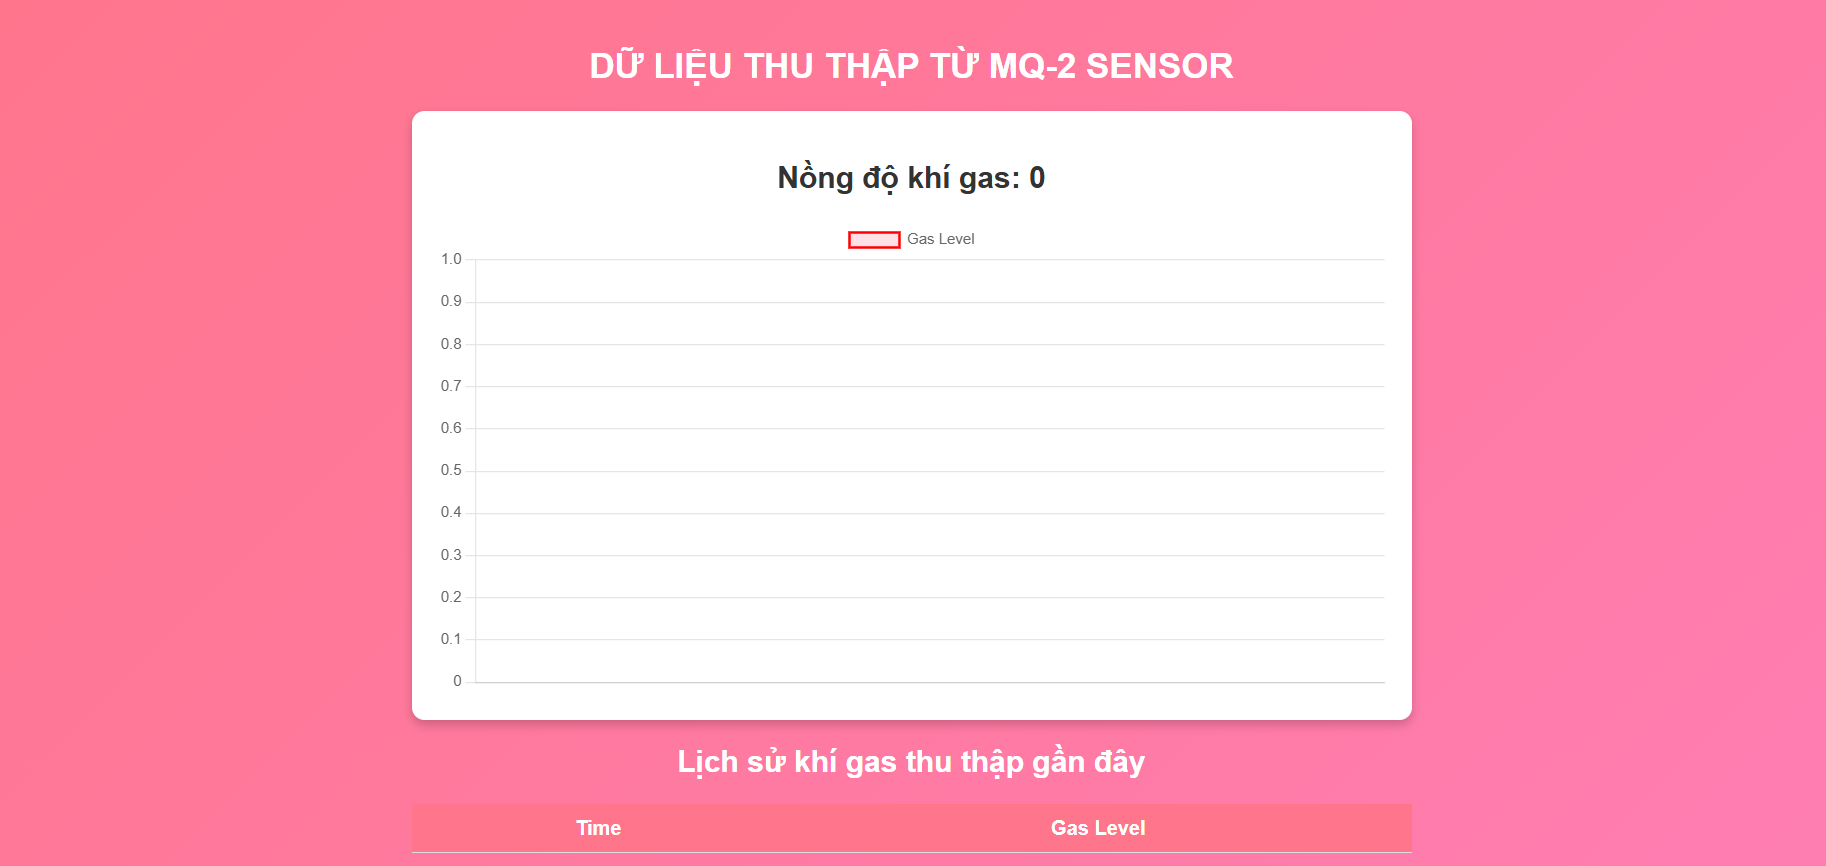 DỮ LIỆU THU THẬP TỪ MQ-2 SENSOR
Nồng độ khí gas: 0
Gas Level
1.0
0.9
0.8
0.7
0.6
0.5
0.4
0.3
0.2
0.1
0
Lịch sử khí gas thu thập gần đây
Time Gas Level